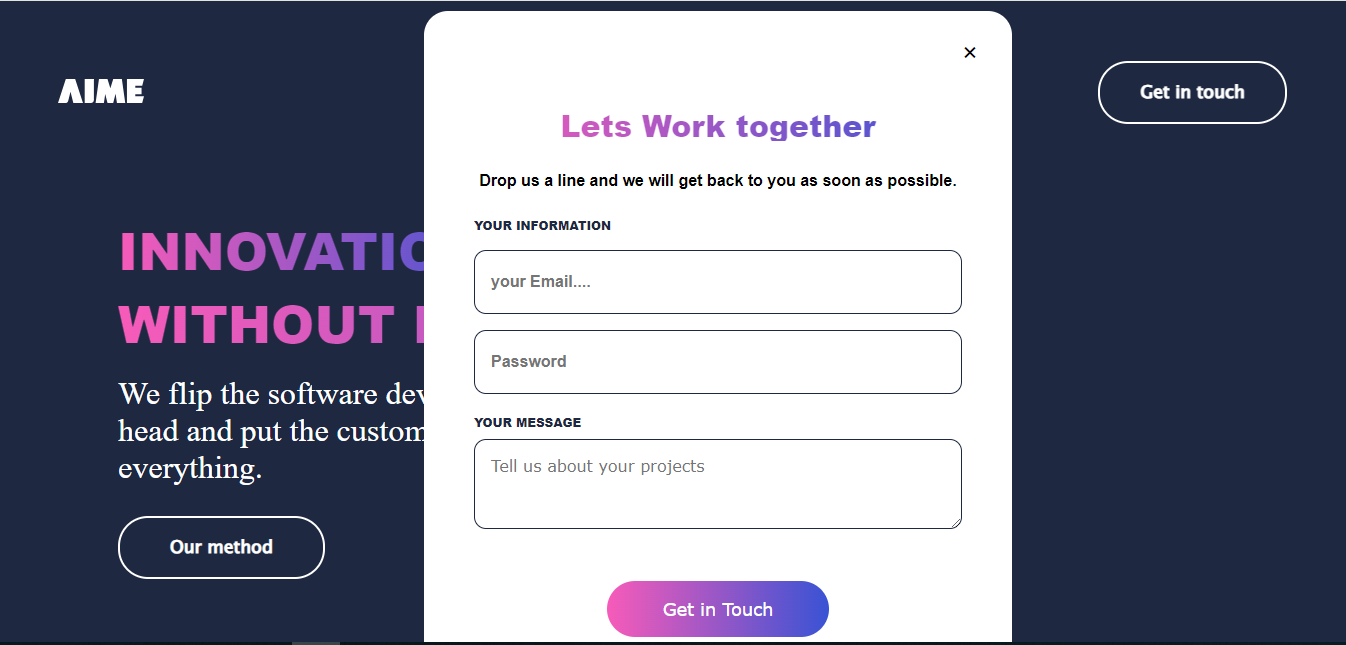 AIME
Get in touch
×
Lets Work together
Drop us a line and we will get back to you as soon as possible.
YOUR INFORMATION
your Email....
Password
YOUR MESSAGE
Tell us about your projects
Get in Touch
INNOVATIO
WITHOUT
We flip the software dev
head and put the custom
everything.
Our method